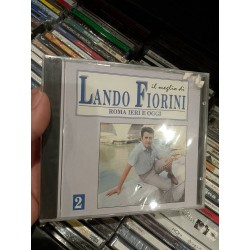 il meglio di
LANDO FIORINI
ROMA IERI E OGGI
2